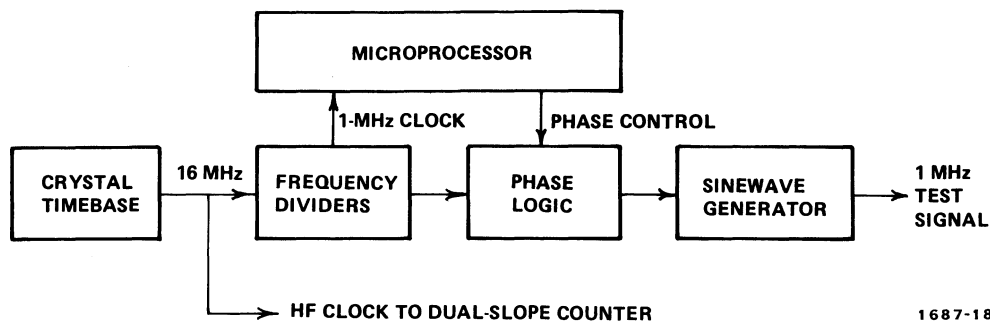 MICROPROCESSOR
1-MHz CLOCK
PHASE CONTROL
CRYSTAL
TIMEBASE
16 MHz
FREQUENCY
DIVIDERS
PHASE
LOGIC
SINEWAVE
GENERATOR
1 MHz
TEST
SIGNAL
HF CLOCK TO DUAL-SLOPE COUNTER
1687-18